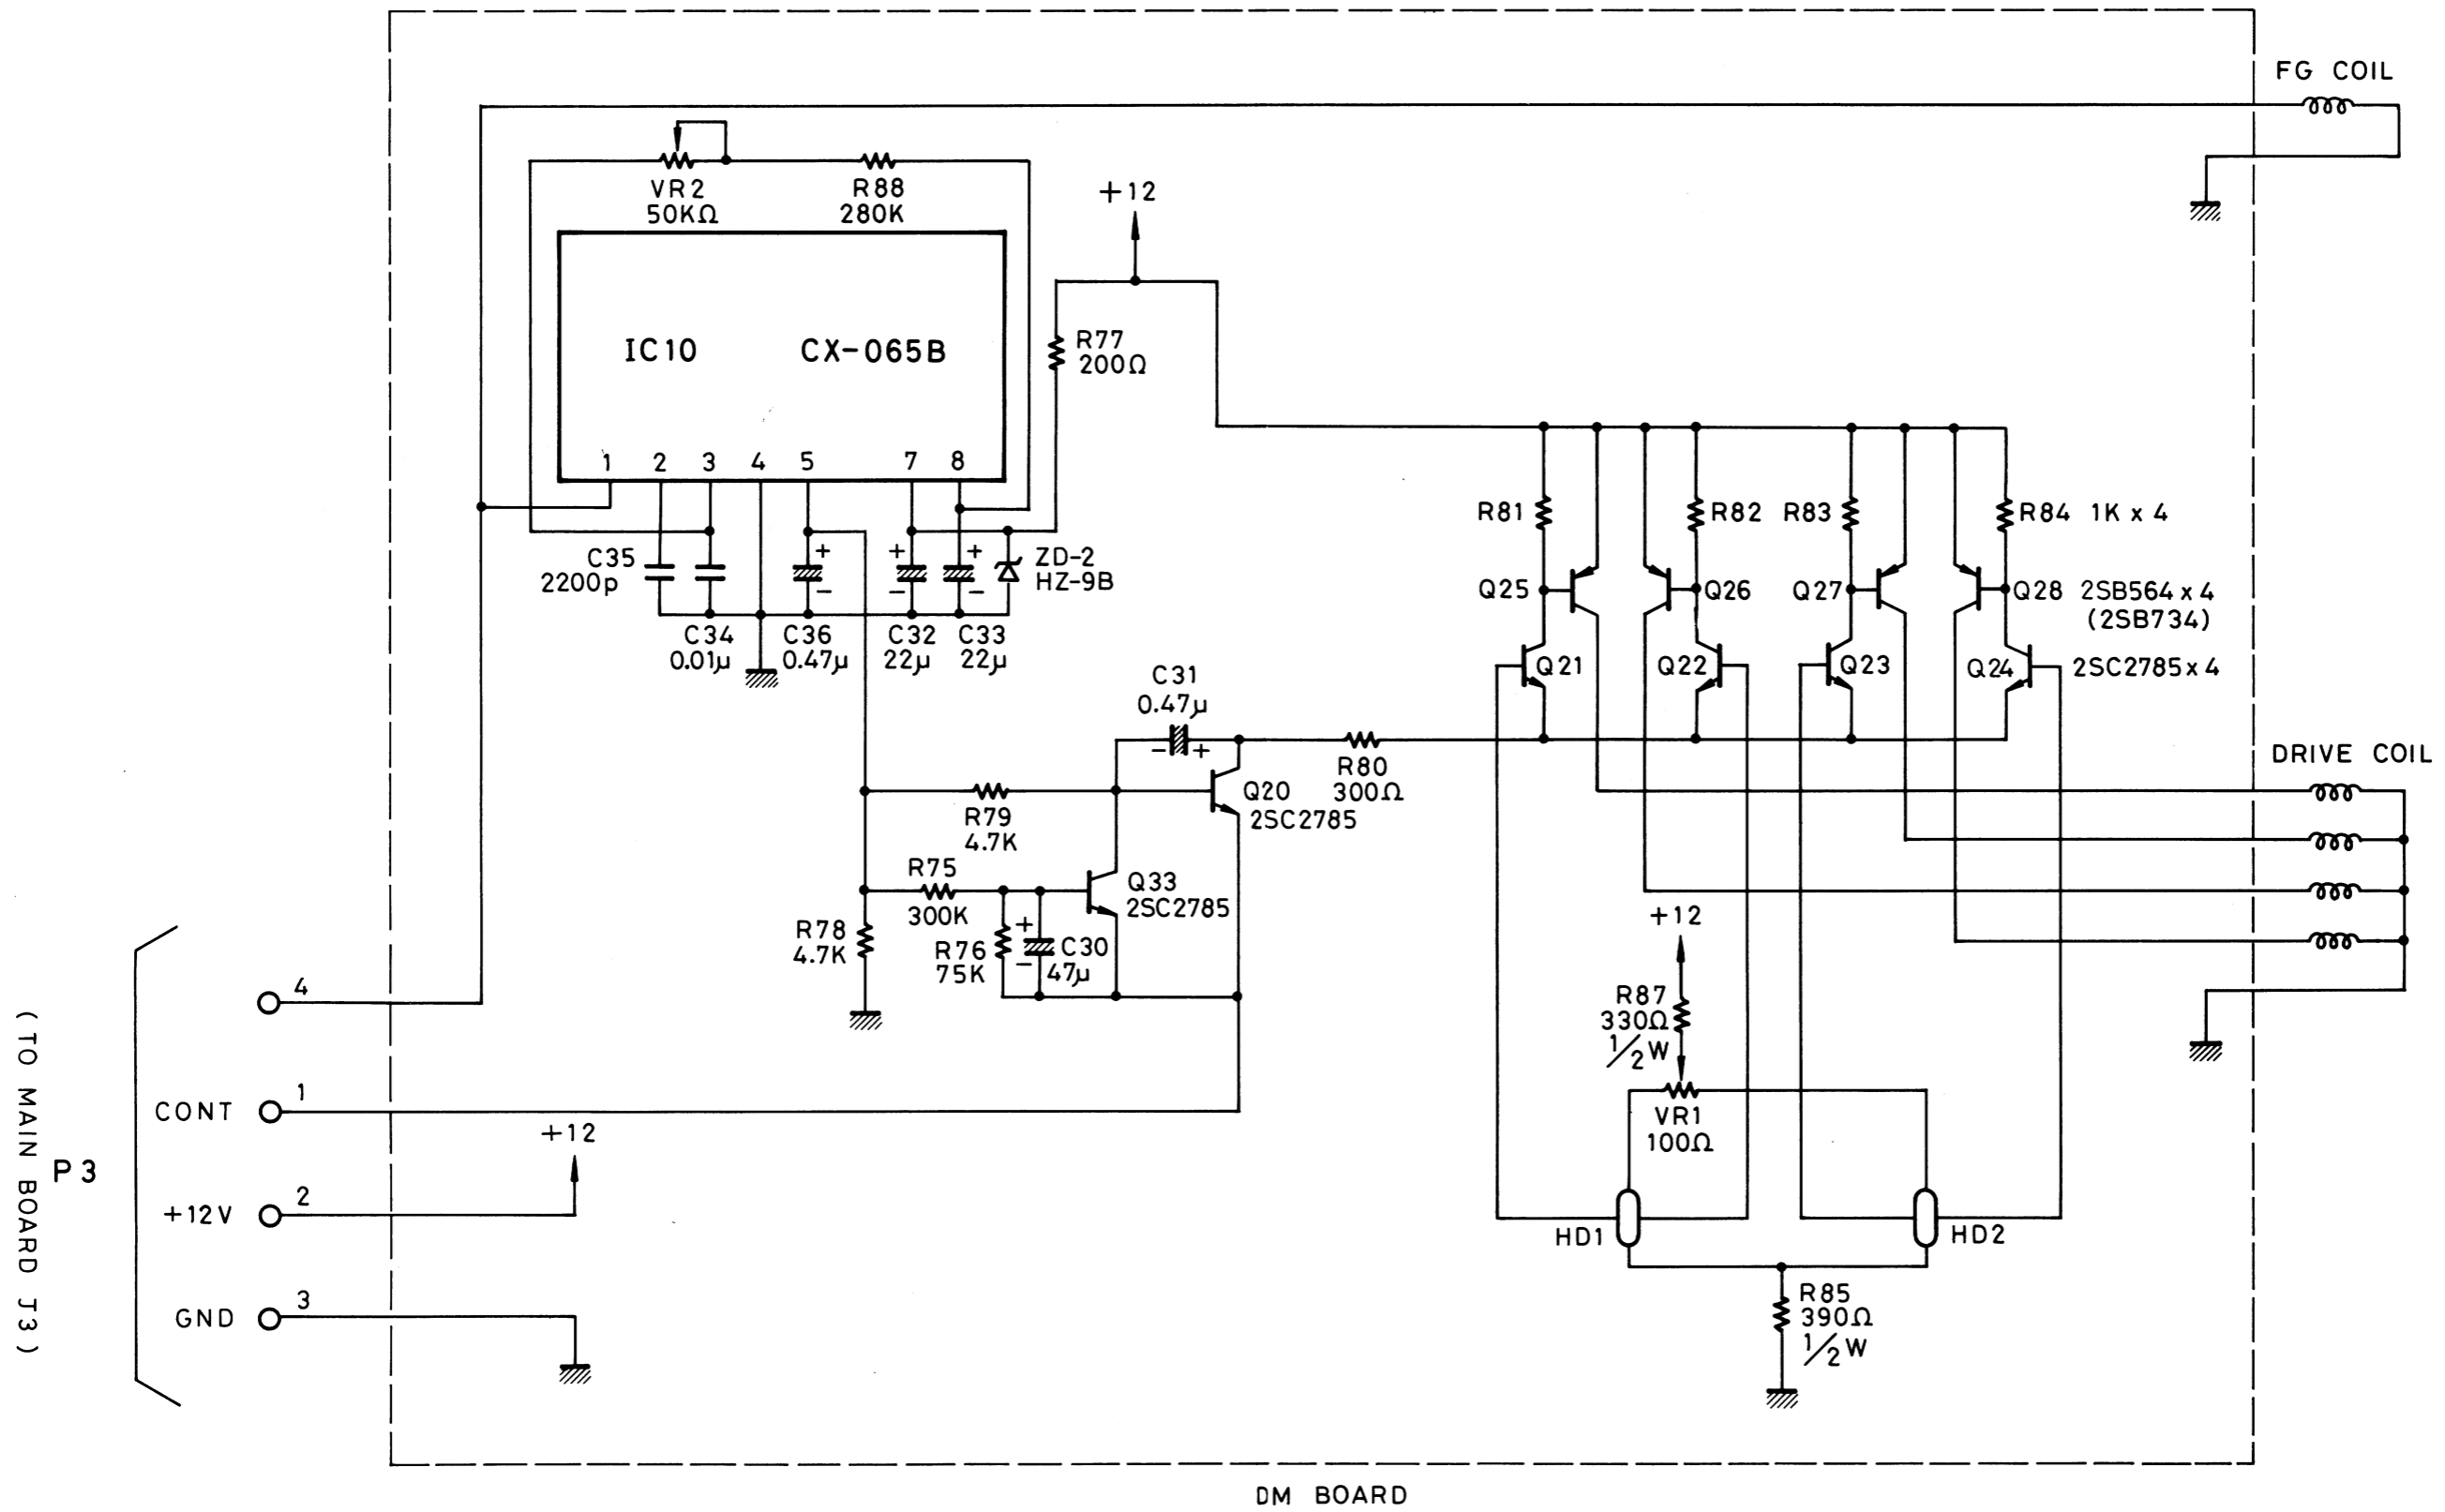 FG COIL
VR2
50KΩ
R88
280K
+12
IC10 CX-065B
R77
200Ω
1 2 3 4 5 7 8
C35
2200p
ZD-2
HZ-9B
C34
0.01μ
C36
0.47μ
C32
22μ
C33
22μ
+
−
+
−
+
−
R81
R82
R83
R84 1K x 4
Q25
Q26
Q27
Q28 2SB564 x 4
(2SB734)
Q21
Q22
Q23
Q24
2SC2785 x 4
C31
0.47μ
− +
R80
300Ω
Q20
2SC2785
DRIVE COIL
R79
4.7K
R75
300K
Q33
2SC2785
R78
4.7K
R76
75K
+
−
C30
47μ
+12
R87
330Ω
1/2 W
VR1
100Ω
HD1
HD2
R85
390Ω
1/2 W
4
CONT 1
+12
+12V 2
GND 3
P3
( TO MAIN BOARD J3 )
DM BOARD